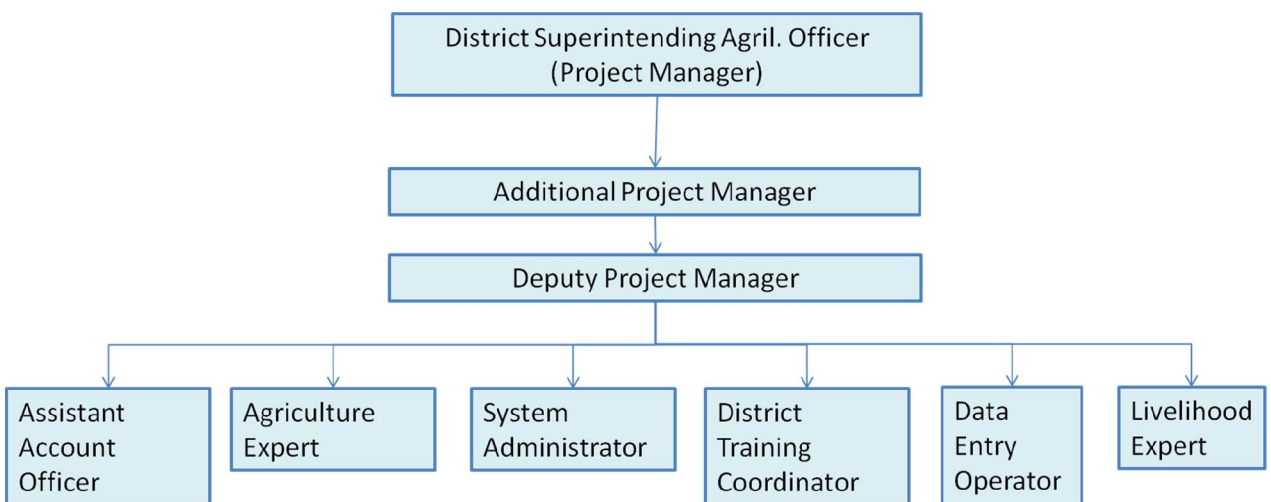 District Superintending Agril. Officer
(Project Manager)
Additional Project Manager
Deputy Project Manager
Assistant
Account
Officer
Agriculture
Expert
System
Administrator
District
Training
Coordinator
Data
Entry
Operator
Livelihood
Expert